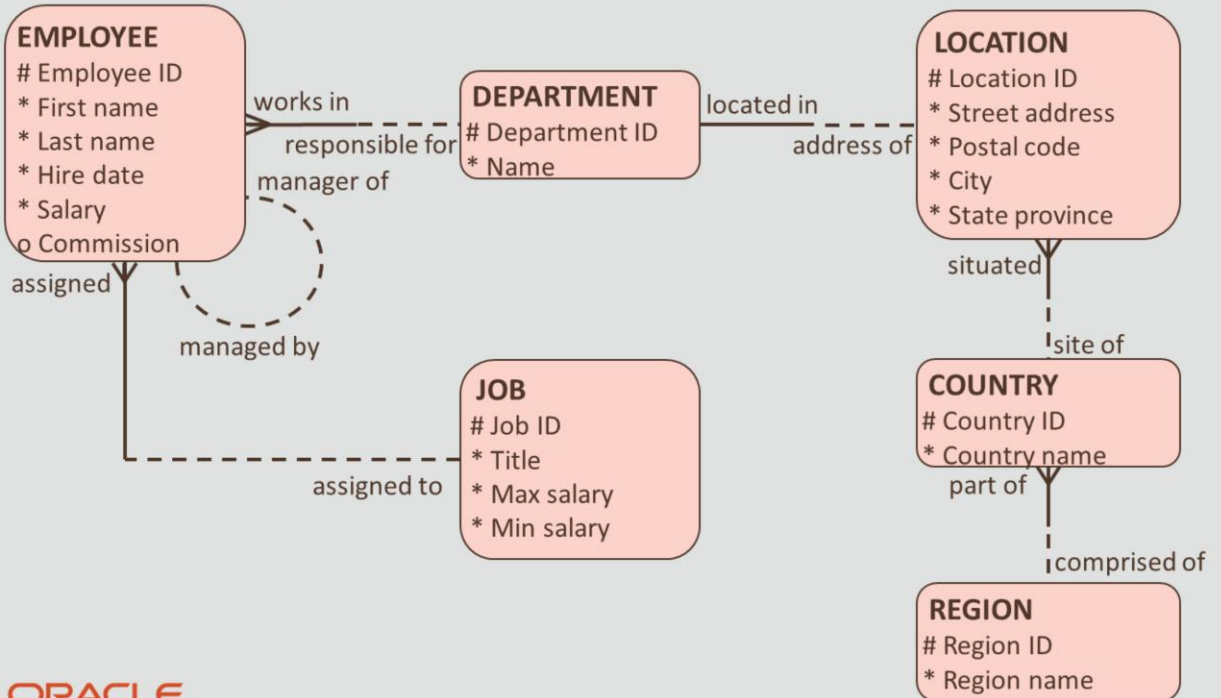 EMPLOYEE
# Employee ID
* First name
* Last name
* Hire date
* Salary
o Commission
works in
responsible for
manager of
managed by
assigned
assigned to
DEPARTMENT
# Department ID
* Name
located in
address of
LOCATION
# Location ID
* Street address
* Postal code
* City
* State province
situated
site of
JOB
# Job ID
* Title
* Max salary
* Min salary
COUNTRY
# Country ID
* Country name
part of
comprised of
REGION
# Region ID
* Region name
ORACLE